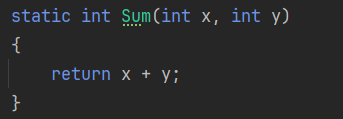 static int Sum(int x, int y)
{
    return x + y;
}